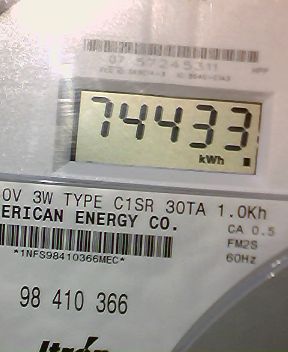 07 57245311
74433
kWh
0V 3W TYPE C1SR 30TA 1.0Kh
ERICAN ENERGY CO.
CA 0.5
FM2S
60Hz
*1NFS98410366MEC*
98 410 366
Itron